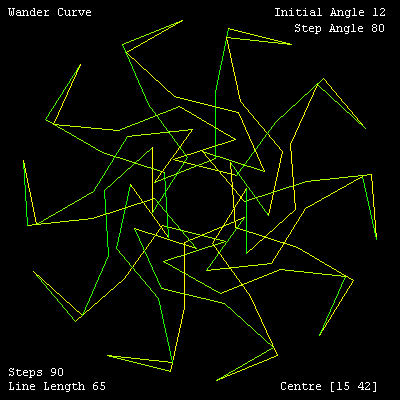 Wander Curve
Initial Angle 12
Step Angle 80
Steps 90
Line Length 65
Centre [15 42]